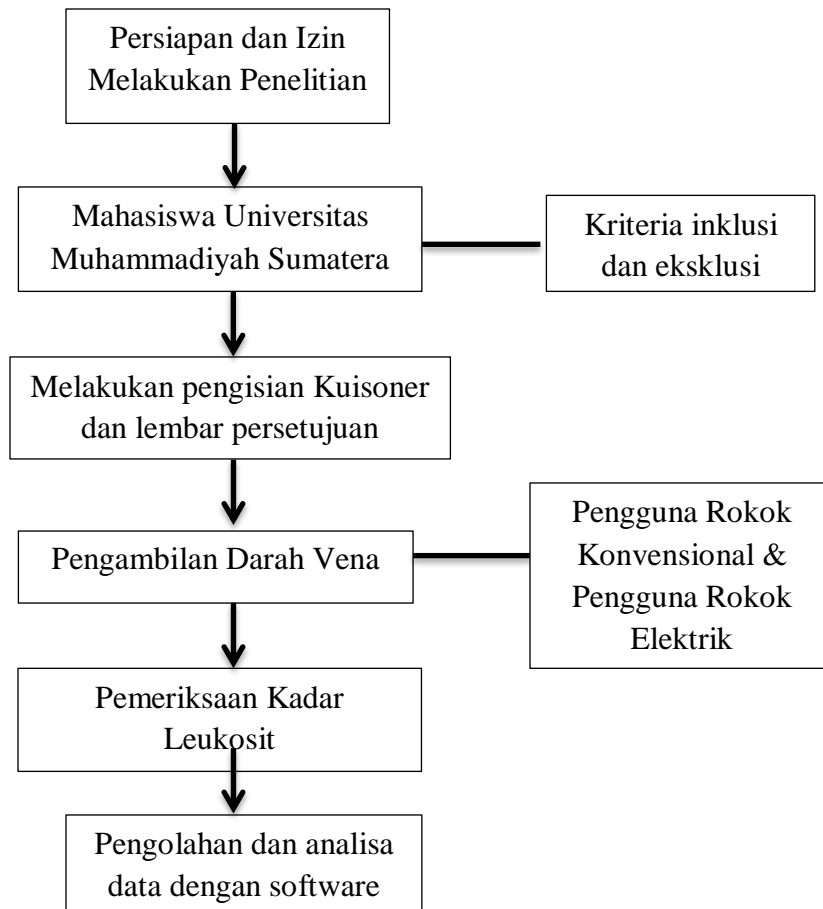 Persiapan dan Izin
Melakukan Penelitian
Mahasiswa Universitas
Muhammadiyah Sumatera
Kriteria inklusi
dan eksklusi
Melakukan pengisian Kuisoner
dan lembar persetujuan
Pengambilan Darah Vena
Pengguna Rokok
Konvensional &
Pengguna Rokok
Elektrik
Pemeriksaan Kadar
Leukosit
Pengolahan dan analisa
data dengan software